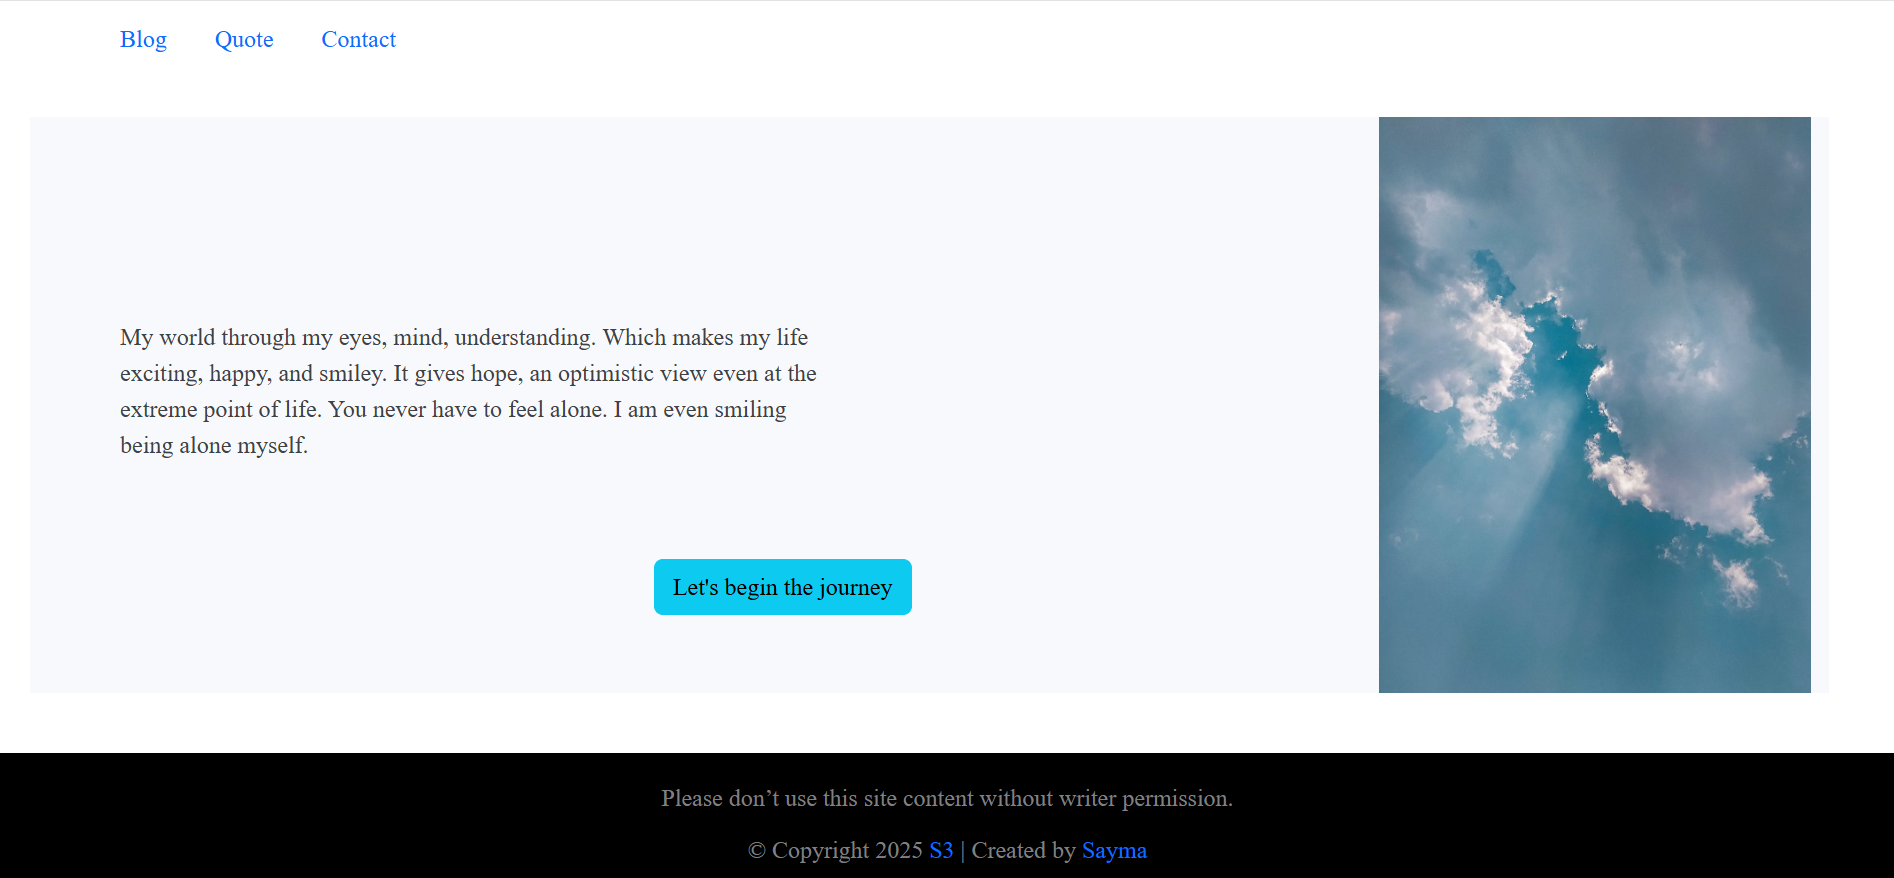 Blog Quote Contact
My world through my eyes, mind, understanding. Which makes my life
exciting, happy, and smiley. It gives hope, an optimistic view even at the
extreme point of life. You never have to feel alone. I am even smiling
being alone myself.
Let's begin the journey
Please don’t use this site content without writer permission.
© Copyright 2025 S3 | Created by Sayma